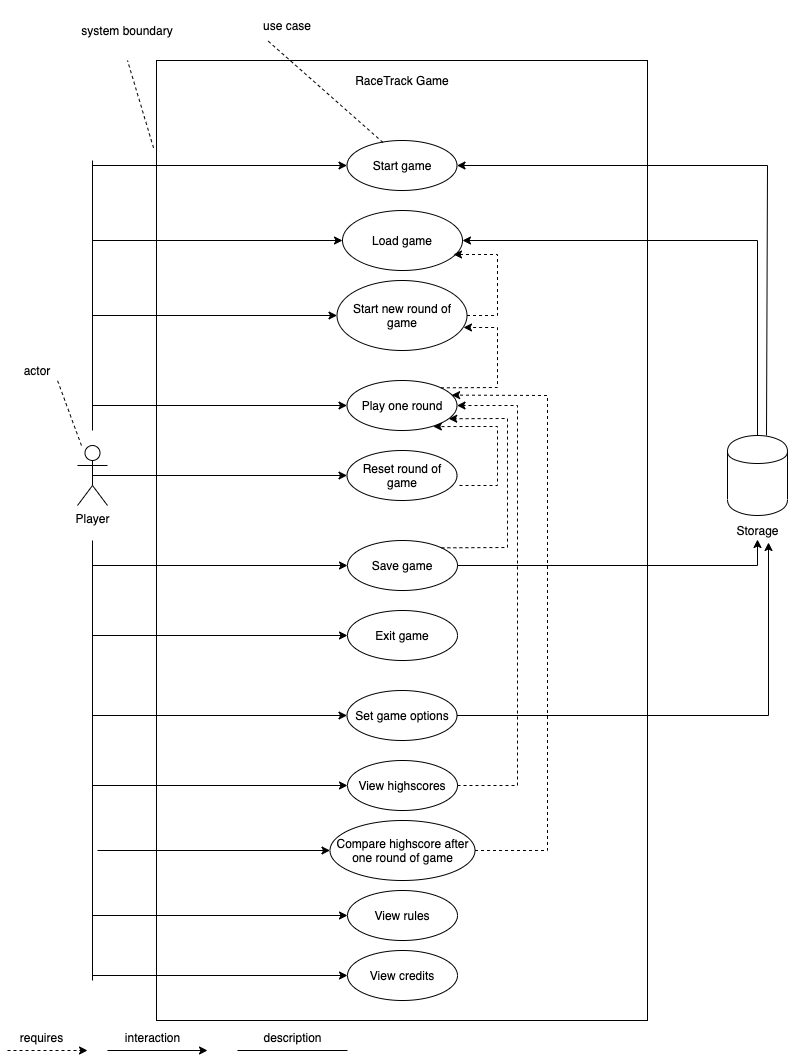 use case
system boundary
RaceTrack Game
Start game
Load game
Start new round of
game
actor
Play one round
Reset round of
game
Player
Storage
Save game
Exit game
Set game options
View highscores
Compare highscore after
one round of game
View rules
View credits
requires
interaction
description